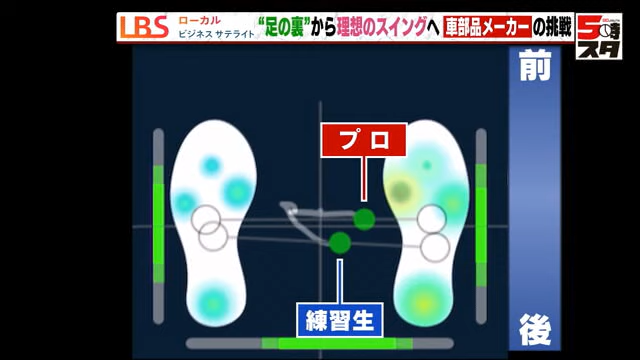 LBS ローカル
ビジネス サテライト
“足の裏”から理想のスイングへ 車部品メーカーの挑戦
5時スタ
前
プロ
練習生
後